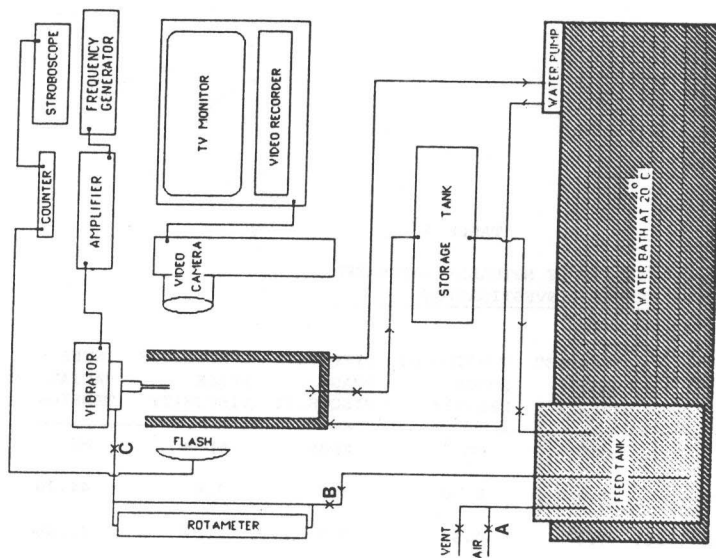 STROBOSCOPE
FREQUENCY
GENERATOR
COUNTER
AMPLIFIER
TV MONITOR
VIDEO RECORDER
VIDEO
CAMERA
VIBRATOR
FLASH
C
ROTAMETER
B
STORAGE TANK
WATER PUMP
WATER BATH AT 20°C
FEED TANK
VENT
AIR
A